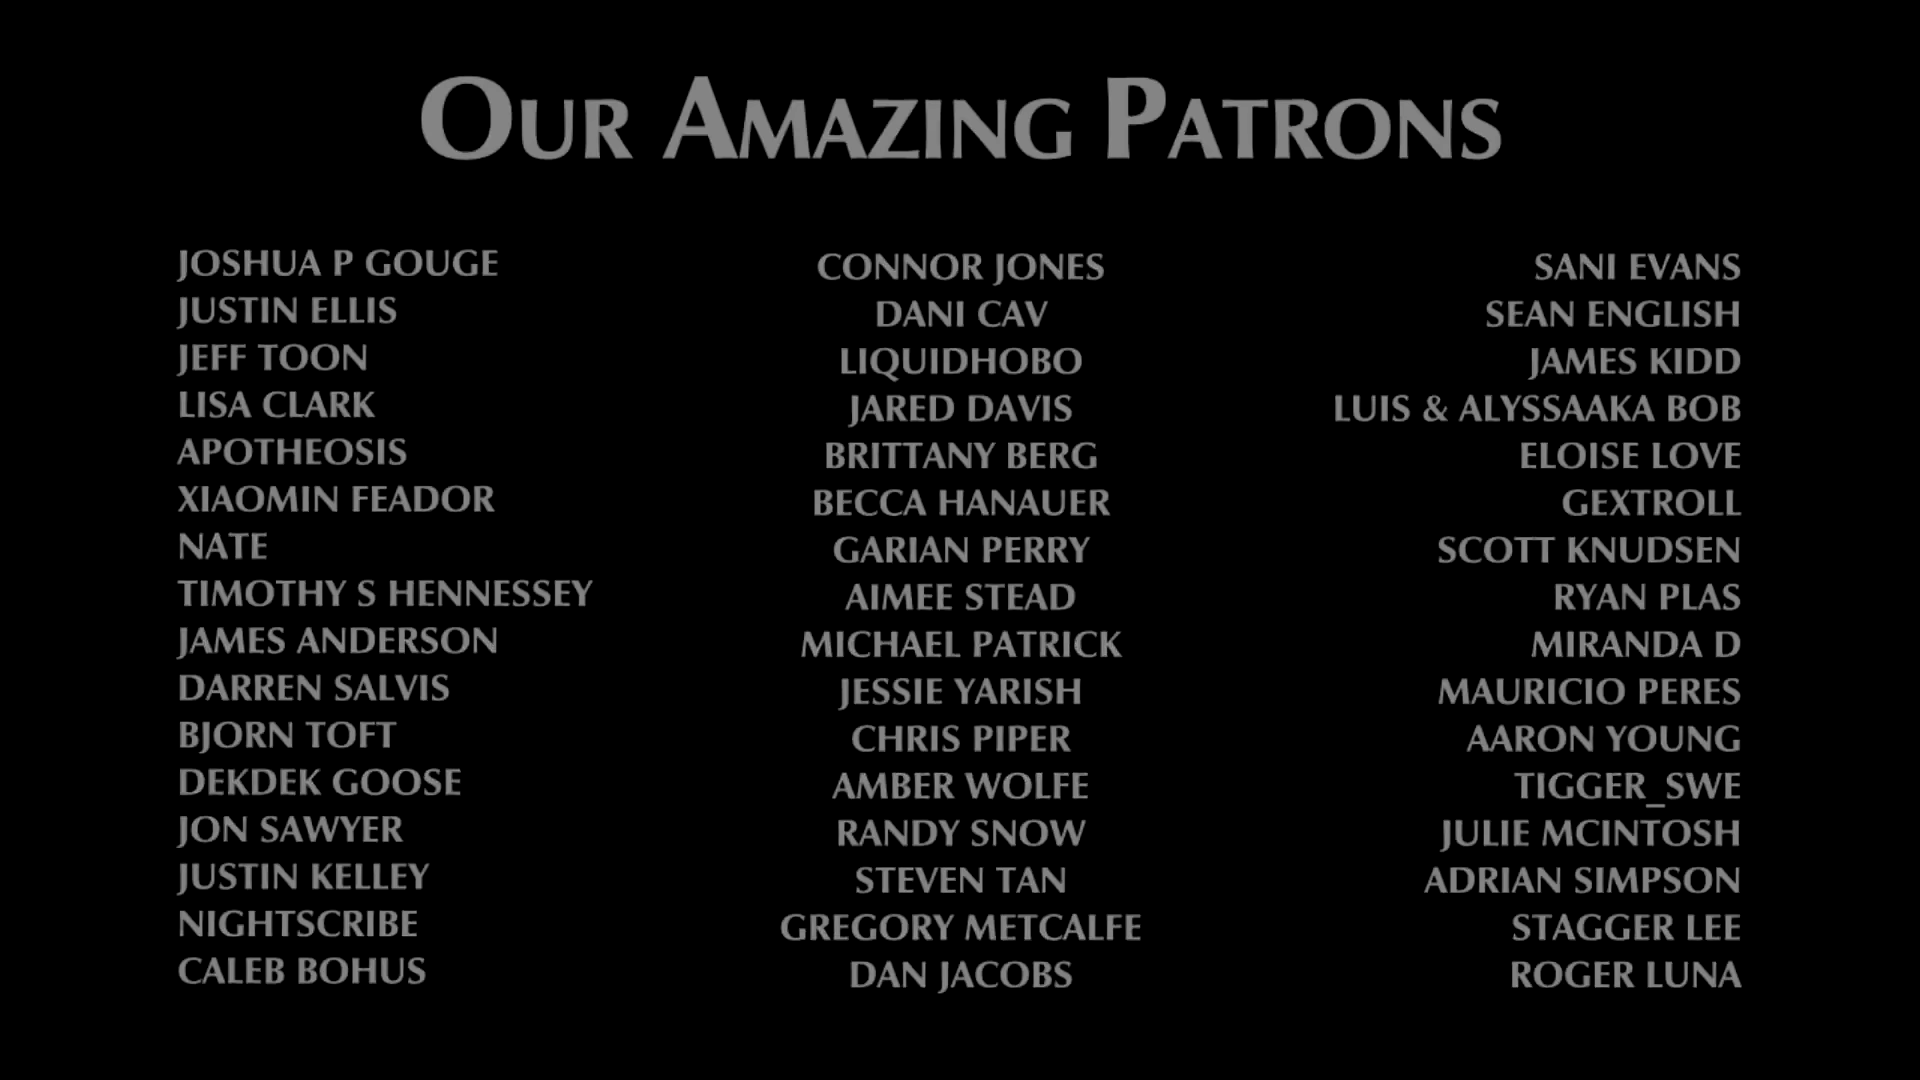 OUR AMAZING PATRONS
JOSHUA P GOUGE
JUSTIN ELLIS
JEFF TOON
LISA CLARK
APOTHEOSIS
XIAOMIN FEADOR
NATE
TIMOTHY S HENNESSEY
JAMES ANDERSON
DARREN SALVIS
BJORN TOFT
DEKDEK GOOSE
JON SAWYER
JUSTIN KELLEY
NIGHTSCRIBE
CALEB BOHUS
CONNOR JONES
DANI CAV
LIQUIDHOBO
JARED DAVIS
BRITTANY BERG
BECCA HANAUER
GARIAN PERRY
AIMEE STEAD
MICHAEL PATRICK
JESSIE YARISH
CHRIS PIPER
AMBER WOLFE
RANDY SNOW
STEVEN TAN
GREGORY METCALFE
DAN JACOBS
SANI EVANS
SEAN ENGLISH
JAMES KIDD
LUIS & ALYSSAAKA BOB
ELOISE LOVE
GEXTROLL
SCOTT KNUDSEN
RYAN PLAS
MIRANDA D
MAURICIO PERES
AARON YOUNG
TIGGER_SWE
JULIE MCINTOSH
ADRIAN SIMPSON
STAGGER LEE
ROGER LUNA